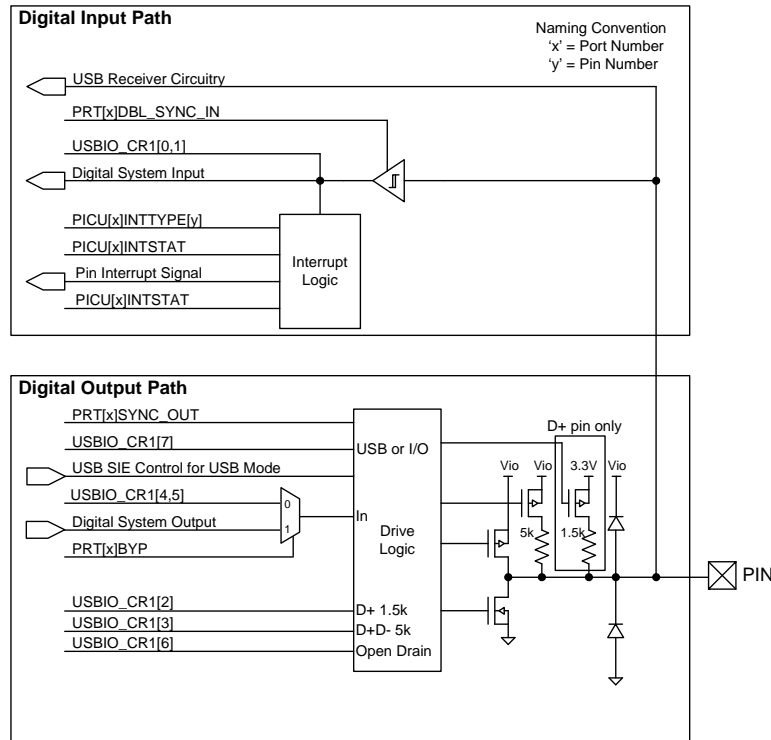 Digital Input Path
Naming Convention
'x' = Port Number
'y' = Pin Number
USB Receiver Circuitry
PRT[x]DBL_SYNC_IN
USBIO_CR1[0,1]
Digital System Input
PICU[x]INTTYPE[y]
PICU[x]INTSTAT
Pin Interrupt Signal
PICU[x]INTSTAT
Interrupt
Logic
Digital Output Path
PRT[x]SYNC_OUT
USBIO_CR1[7]
USB or I/O
USB SIE Control for USB Mode
USBIO_CR1[4,5]
0
Digital System Output
1
In
PRT[x]BYP
Drive
Logic
USBIO_CR1[2]
D+ 1.5k
USBIO_CR1[3]
D+D- 5k
USBIO_CR1[6]
Open Drain
D+ pin only
Vio Vio 3.3V Vio
5k 1.5k
PIN